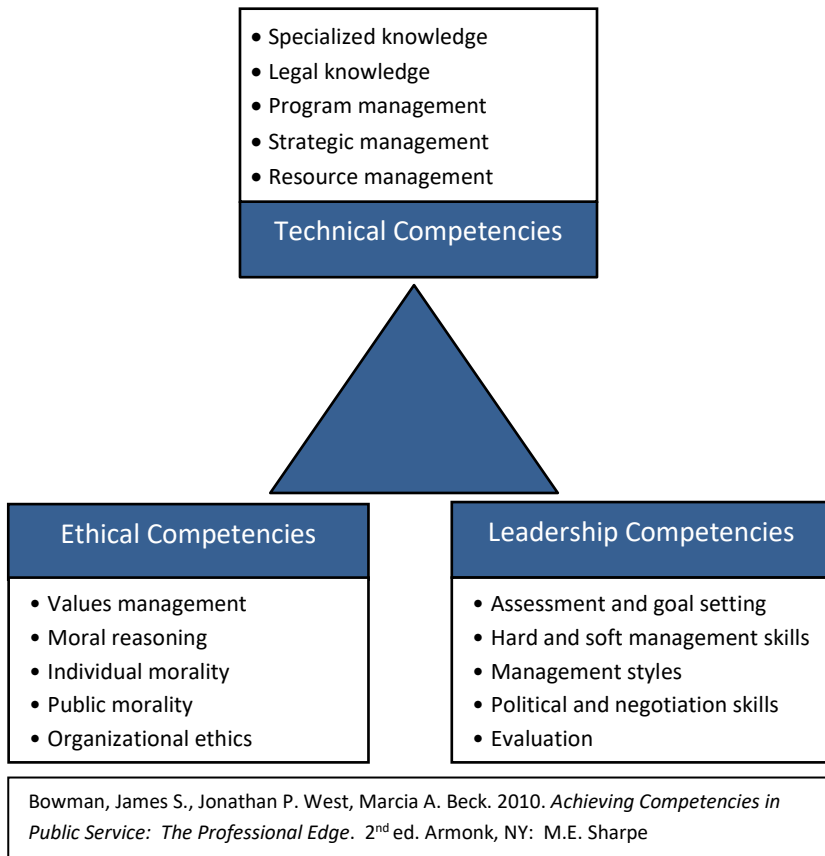 • Specialized knowledge
• Legal knowledge
• Program management
• Strategic management
• Resource management
Technical Competencies
Ethical Competencies
• Values management
• Moral reasoning
• Individual morality
• Public morality
• Organizational ethics
Leadership Competencies
• Assessment and goal setting
• Hard and soft management skills
• Management styles
• Political and negotiation skills
• Evaluation
Bowman, James S., Jonathan P. West, Marcia A. Beck. 2010. Achieving Competencies in
Public Service:  The Professional Edge.  2nd ed. Armonk, NY:  M.E. Sharpe